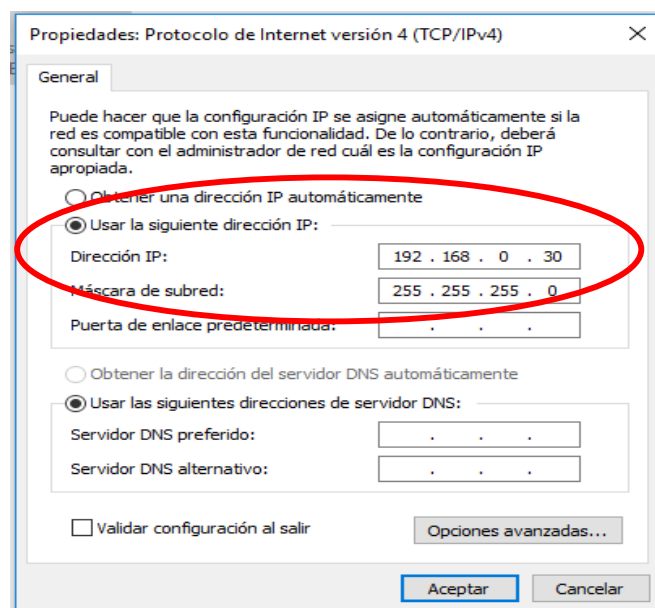 Propiedades: Protocolo de Internet versión 4 (TCP/IPv4)
General
Puede hacer que la configuración IP se asigne automáticamente si la
red es compatible con esta funcionalidad. De lo contrario, deberá
consultar con el administrador de red cuál es la configuración IP
apropiada.
Obtener una dirección IP automáticamente
Usar la siguiente dirección IP:
Dirección IP: 192 . 168 . 0 . 30
Máscara de subred: 255 . 255 . 255 . 0
Puerta de enlace predeterminada: . . .
Obtener la dirección del servidor DNS automáticamente
Usar las siguientes direcciones de servidor DNS:
Servidor DNS preferido: . . .
Servidor DNS alternativo: . . .
Validar configuración al salir Opciones avanzadas...
Aceptar Cancelar